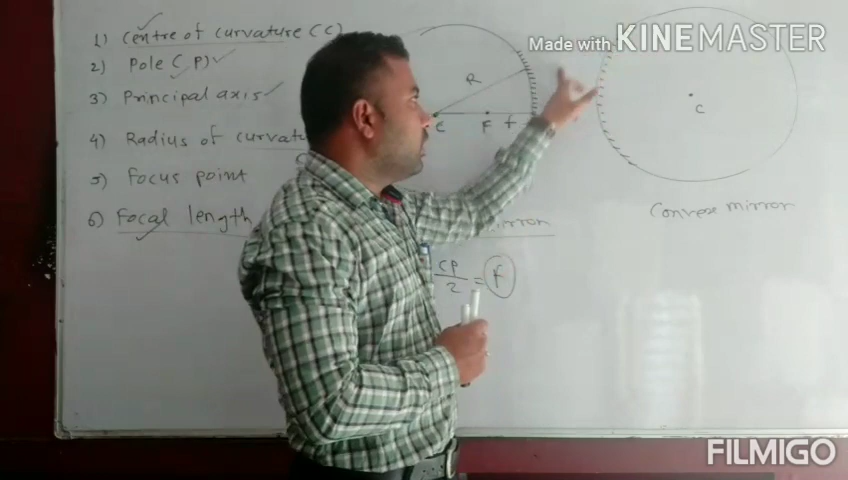 1) Centre of curvature (C)
2) Pole (P)
3) Principal axis
4) Radius of
5) Focus point
6) Focal length
R
C F f
CP
2 = F
C
Convex mirror
Made with KINEMASTER
FILMIGO